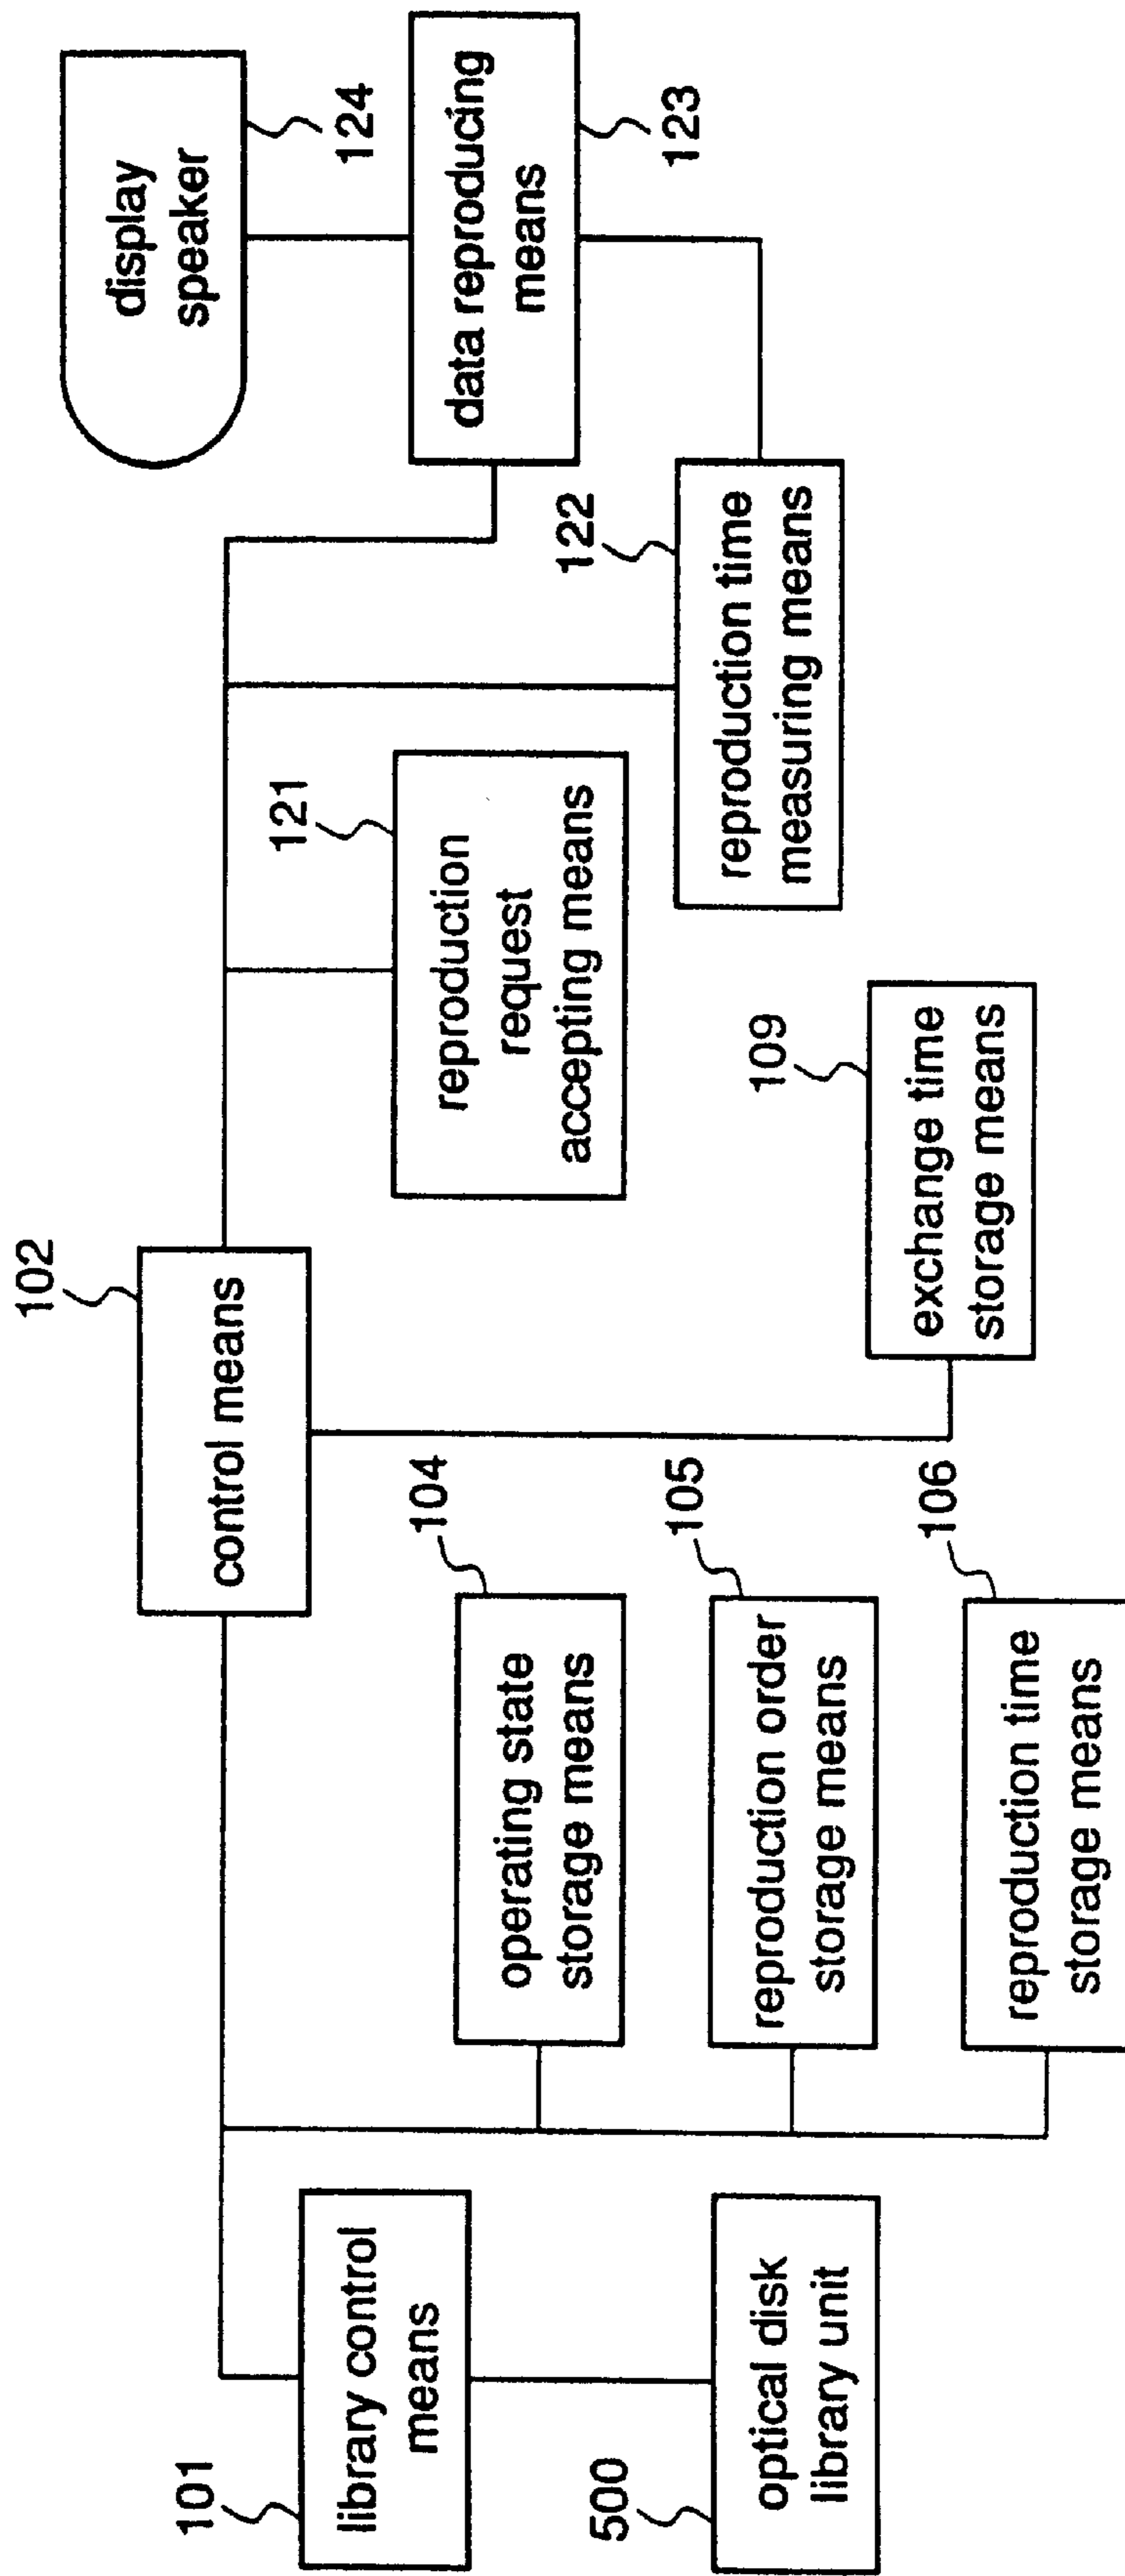 102
control means
101
library control
means
500
optical disk
library unit
104
operating state
storage means
105
reproduction order
storage means
106
reproduction time
storage means
109
exchange time
storage means
121
reproduction
request
accepting means
122
reproduction time
measuring means
123
data reproducing
means
124
display
speaker